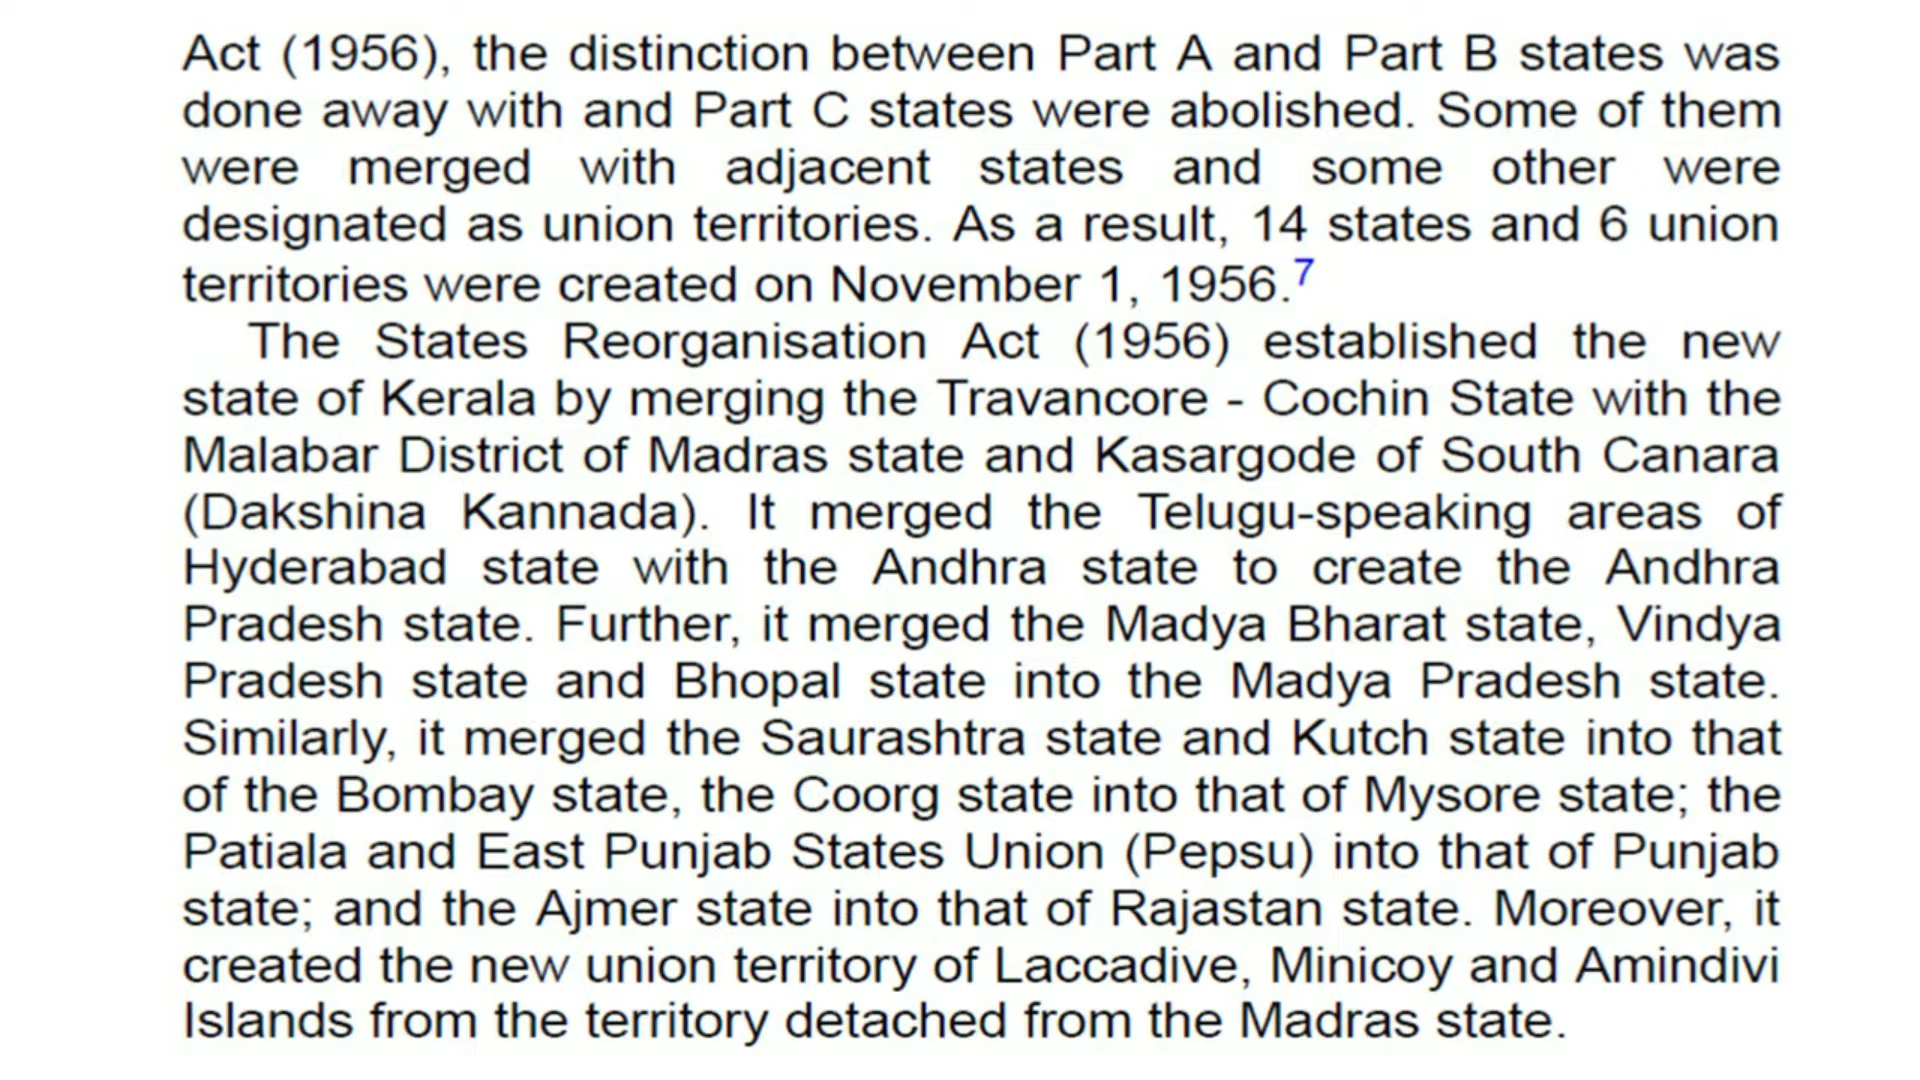 Act (1956), the distinction between Part A and Part B states was
done away with and Part C states were abolished. Some of them
were merged with adjacent states and some other were
designated as union territories. As a result, 14 states and 6 union
territories were created on November 1, 1956.7
The States Reorganisation Act (1956) established the new
state of Kerala by merging the Travancore - Cochin State with the
Malabar District of Madras state and Kasargode of South Canara
(Dakshina Kannada). It merged the Telugu-speaking areas of
Hyderabad state with the Andhra state to create the Andhra
Pradesh state. Further, it merged the Madya Bharat state, Vindya
Pradesh state and Bhopal state into the Madya Pradesh state.
Similarly, it merged the Saurashtra state and Kutch state into that
of the Bombay state, the Coorg state into that of Mysore state; the
Patiala and East Punjab States Union (Pepsu) into that of Punjab
state; and the Ajmer state into that of Rajastan state. Moreover, it
created the new union territory of Laccadive, Minicoy and Amindivi
Islands from the territory detached from the Madras state.